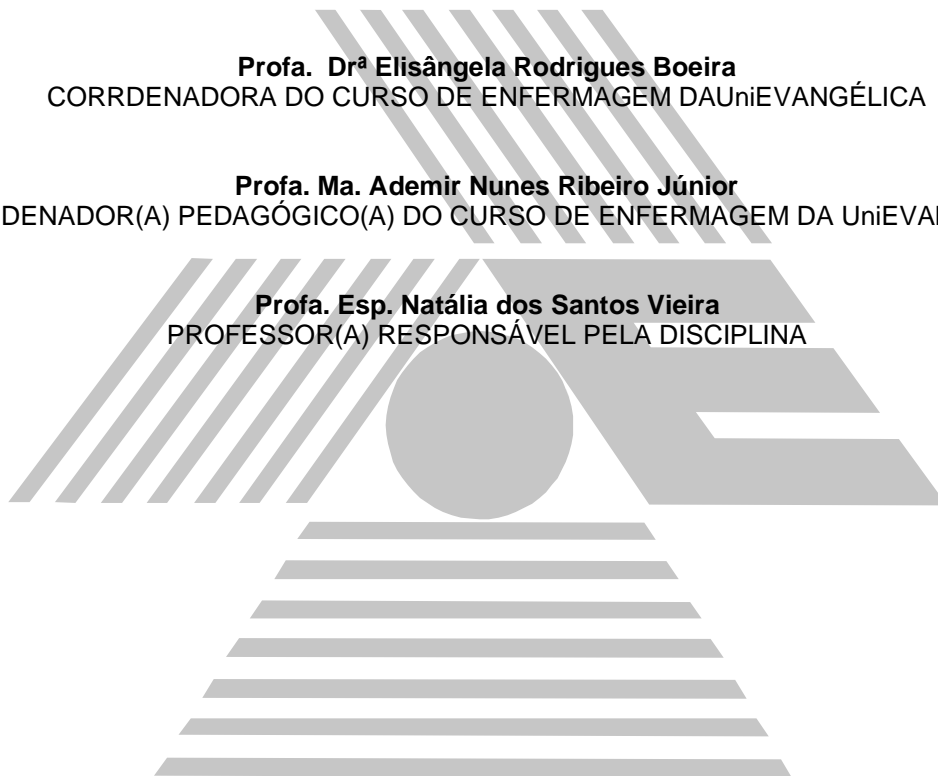 Profa. Drª Elisângela Rodrigues Boeira
CORRDENADORA DO CURSO DE ENFERMAGEM DAUniEVANGÉLICA
Profa. Ma. Ademir Nunes Ribeiro Júnior
DENADOR(A) PEDAGÓGICO(A) DO CURSO DE ENFERMAGEM DA UniEVA
Profa. Esp. Natália dos Santos Vieira
PROFESSOR(A) RESPONSÁVEL PELA DISCIPLINA